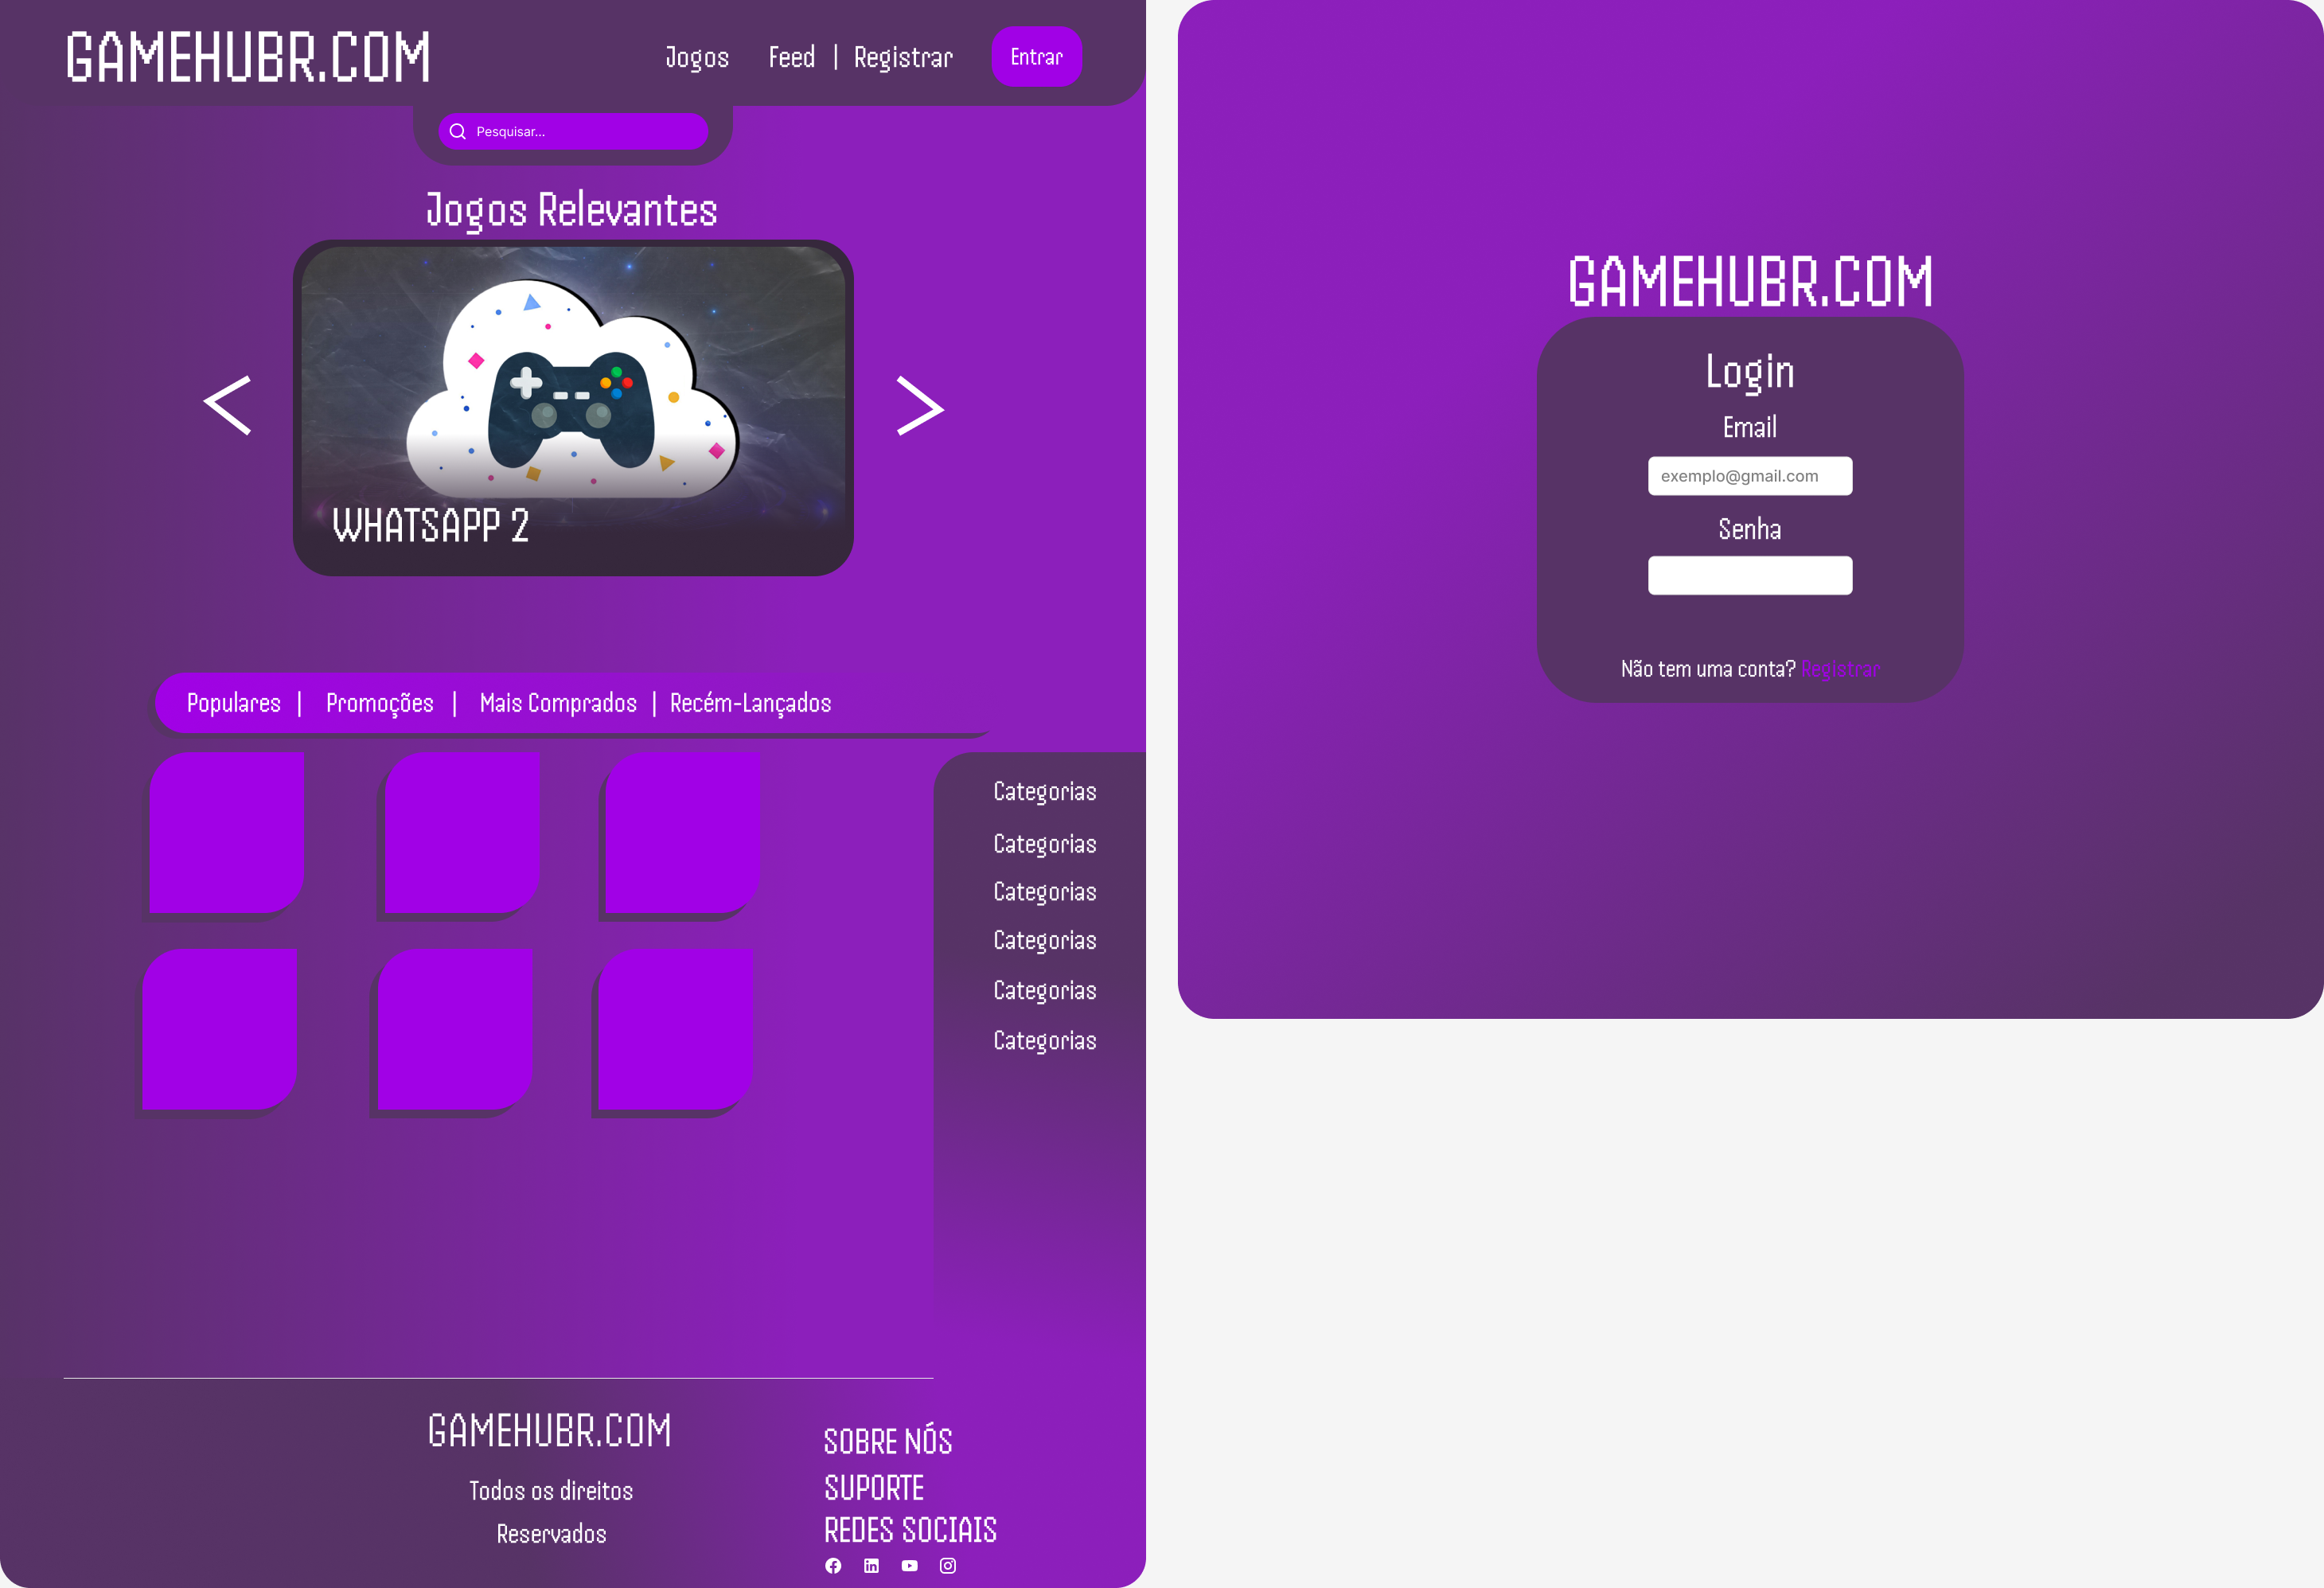 GAMEHUBR.COM
Jogos Feed | Registrar Entrar
Pesquisar...
Jogos Relevantes
WHATSAPP 2
Populares | Promoções | Mais Comprados | Recém-Lançados
Categorias
Categorias
Categorias
Categorias
Categorias
Categorias
GAMEHUBR.COM
Todos os direitos
Reservados
SOBRE NÓS
SUPORTE
REDES SOCIAIS
GAMEHUBR.COM
Login
Email
exemplo@gmail.com
Senha
Não tem uma conta? Registrar